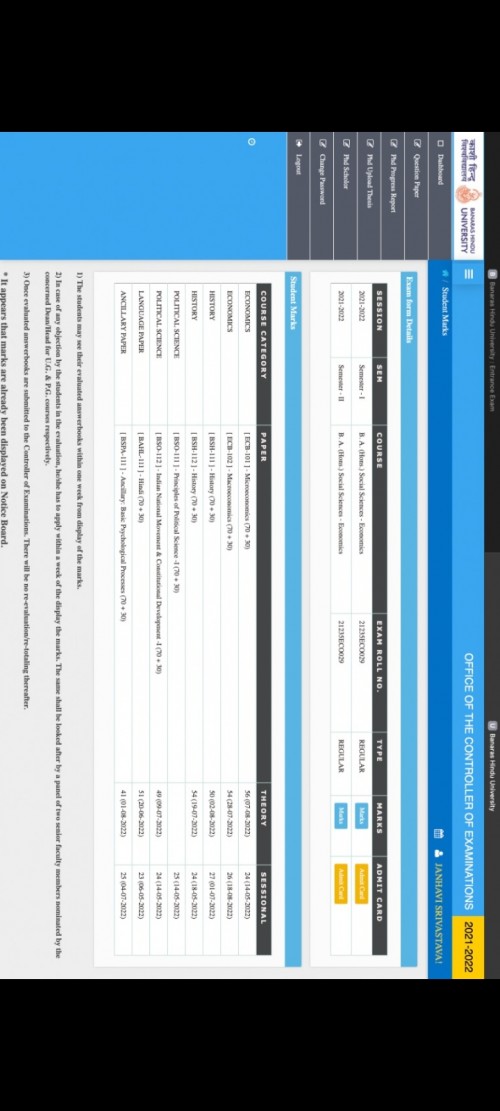 Banaras Hindu University - Entrance Exam
Banaras Hindu University
काशी हिन्दू
विश्वविद्यालय
BANARAS HINDU
UNIVERSITY
OFFICE OF THE CONTROLLER OF EXAMINATIONS 2021-2022
JANHAVI SRIVASTAVA!
Dashboard
Question Paper
Phd Progress Report
Phd Upload Thesis
Phd Scholar
Change Password
Logout
/ Student Marks
Exam form Details
SESSION SEM COURSE EXAM ROLL NO. TYPE MARKS ADMIT CARD
2021-2022 Semester - I B. A. (Hons.) Social Sciences - Economics 21235ECO029 REGULAR Marks Admit Card
2021-2022 Semester - II B. A. (Hons.) Social Sciences - Economics 21235ECO029 REGULAR Marks Admit Card
Student Marks
COURSE CATEGORY PAPER THEORY SESSIONAL
ECONOMICS [ ECB-101 ] - Microeconomics (70 + 30) 56 (07-08-2022) 24 (14-05-2022)
ECONOMICS [ ECB-102 ] - Macroeconomics (70 + 30) 54 (28-07-2022) 26 (18-08-2022)
HISTORY [ BSH-111 ] - History (70 + 30) 50 (02-08-2022) 27 (01-07-2022)
HISTORY [ BSH-112 ] - History (70 + 30) 54 (19-07-2022) 24 (18-05-2022)
POLITICAL SCIENCE [ BSO-111 ] - Principles of Political Science -I (70 + 30) 25 (14-05-2022)
POLITICAL SCIENCE [ BSO-112 ] - Indian National Movement & Constitutional Development -I (70 + 30) 49 (09-07-2022) 24 (14-05-2022)
LANGUAGE PAPER [ BAHL-111 ] - Hindi (70 + 30) 51 (20-06-2022) 23 (06-05-2022)
ANCILLARY PAPER [ BSPA-111 ] - Ancillary: Basic Psychological Processes (70 + 30) 41 (01-08-2022) 25 (04-07-2022)
1) The students may see their evaluated answerbooks within one week from display of the marks.
2) In case of any objection by the students in the evaluation, he/she has to apply within a week of the display the marks. The same shall be looked after by a panel of two senior faculty members nominated by the
concerned Dean/Head for U.G. & P.G. courses respectively.
3) Once evaluated answerbooks are submitted to the Controller of Examinations. There will be no re-evaluation/re-totaling thereafter.
* It appears that marks are already been displayed on Notice Board.